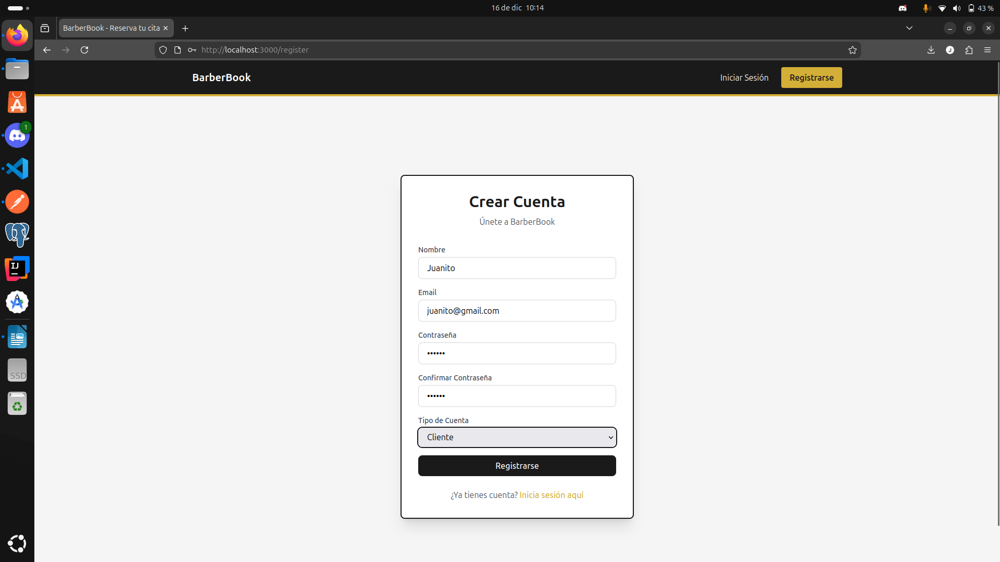 16 de dic 10:14
43 %
BarberBook - Reserva tu cita
http://localhost:3000/register
J
BarberBook
Iniciar Sesión
Registrarse
1
IJ
SSD
Crear Cuenta
Únete a BarberBook
Nombre
Juanito
Email
juanito@gmail.com
Contraseña
••••••
Confirmar Contraseña
••••••
Tipo de Cuenta
Cliente
Registrarse
¿Ya tienes cuenta? Inicia sesión aquí